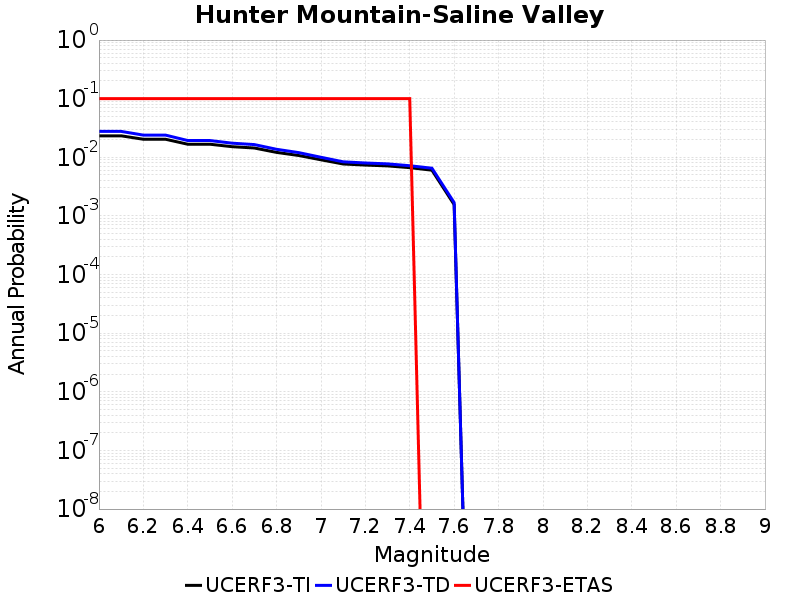 Hunter Mountain-Saline Valley
Annual Probability
10^0
10^-1
10^-2
10^-3
10^-4
10^-5
10^-6
10^-7
10^-8
6 6.2 6.4 6.6 6.8 7 7.2 7.4 7.6 7.8 8 8.2 8.4 8.6 8.8 9
Magnitude
UCERF3-TI UCERF3-TD UCERF3-ETAS